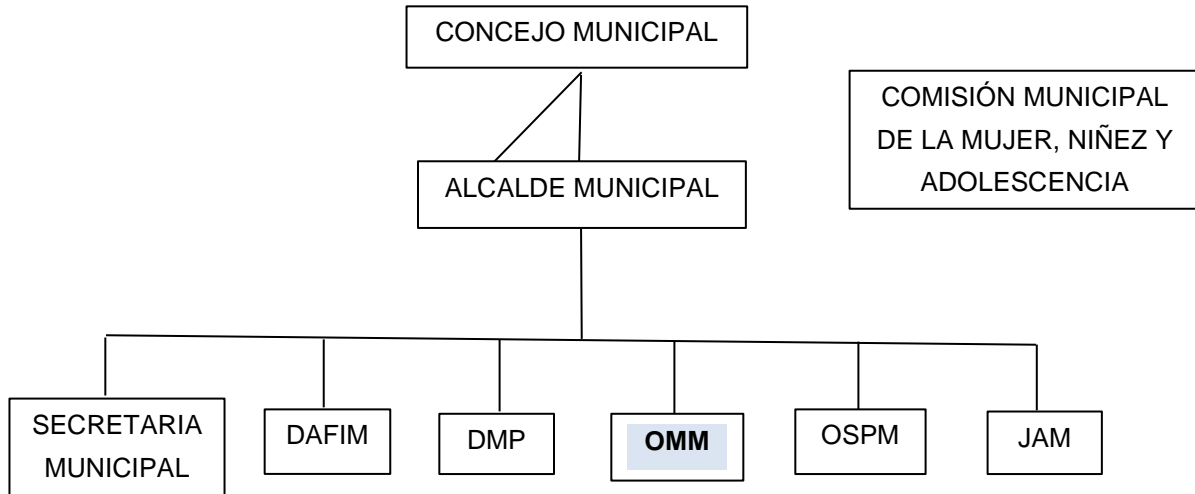 CONCEJO MUNICIPAL
COMISIÓN MUNICIPAL
DE LA MUJER, NIÑEZ Y
ADOLESCENCIA
ALCALDE MUNICIPAL
SECRETARIA
MUNICIPAL
DAFIM
DMP
OMM
OSPM
JAM